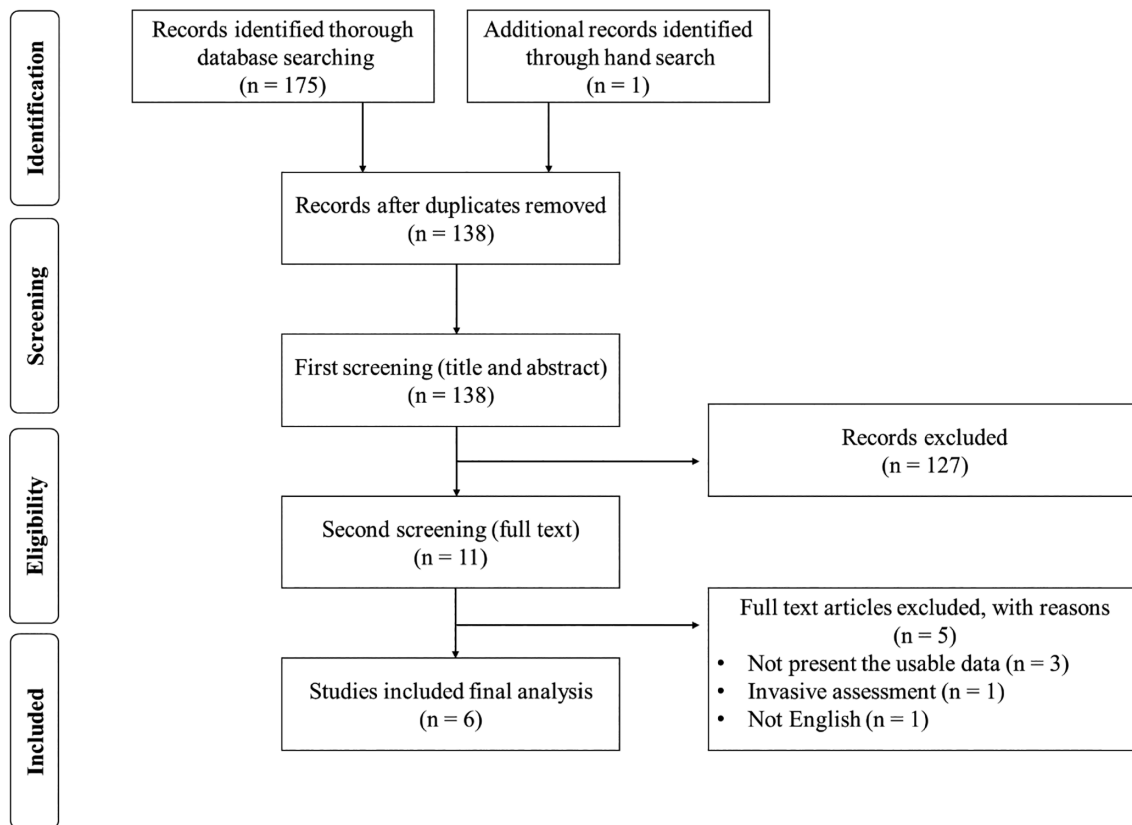 Identification
Records identified thorough
database searching
(n = 175)
Additional records identified
through hand search
(n = 1)
Records after duplicates removed
(n = 138)
Screening
First screening (title and abstract)
(n = 138)
Records excluded
(n = 127)
Eligibility
Second screening (full text)
(n = 11)
Full text articles excluded, with reasons
(n = 5)
• Not present the usable data (n = 3)
• Invasive assessment (n = 1)
• Not English (n = 1)
Included
Studies included final analysis
(n = 6)